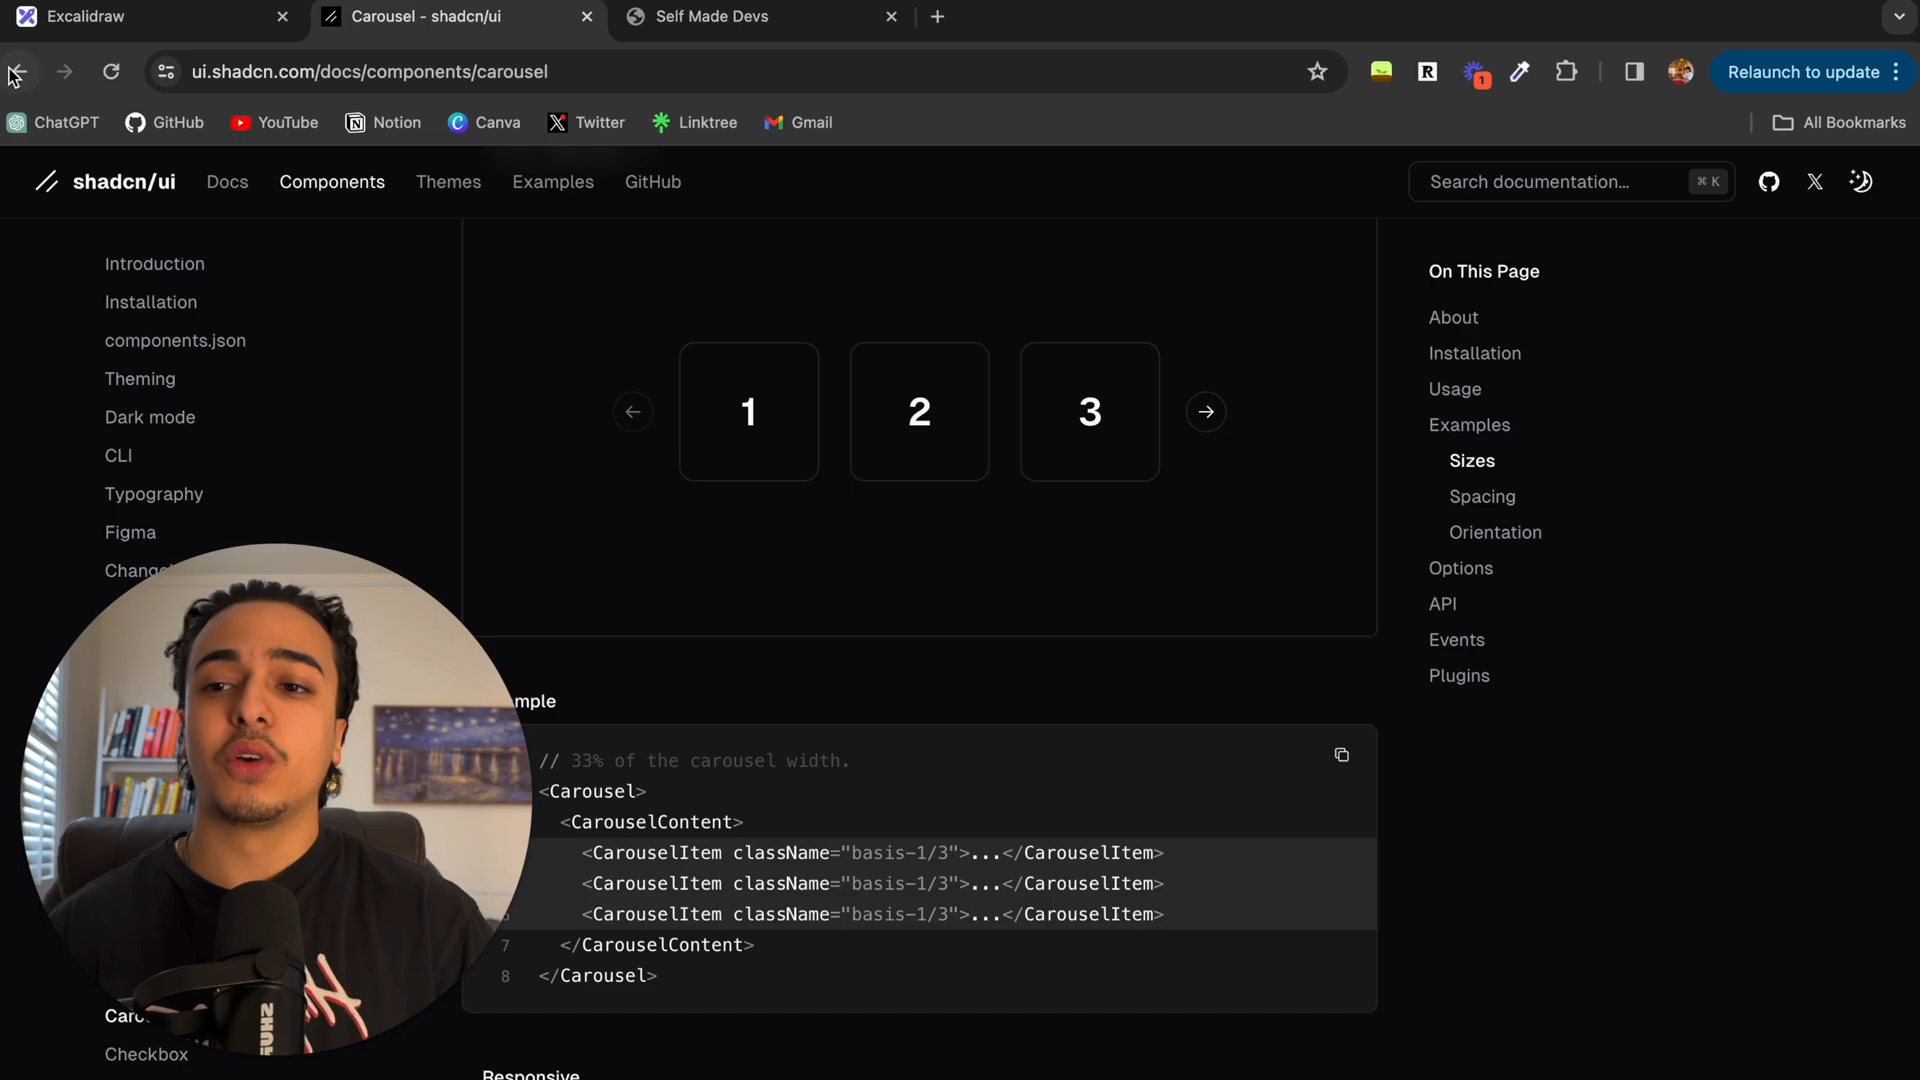 Excalidraw
Carousel - shadcn/ui
Self Made Devs
ui.shadcn.com/docs/components/carousel
1
Relaunch to update
ChatGPT
GitHub
YouTube
Notion
Canva
Twitter
Linktree
Gmail
All Bookmarks
shadcn/ui
Docs
Components
Themes
Examples
GitHub
Search documentation...
⌘ K
Introduction
Installation
components.json
Theming
Dark mode
CLI
Typography
Figma
Checkbox
1
2
3
// 33% of the carousel width.
<Carousel>
<CarouselContent>
<CarouselItem className="basis-1/3">...</CarouselItem>
<CarouselItem className="basis-1/3">...</CarouselItem>
<CarouselItem className="basis-1/3">...</CarouselItem>
7 </CarouselContent>
8 </Carousel>
Responsive
On This Page
About
Installation
Usage
Examples
Sizes
Spacing
Orientation
Options
API
Events
Plugins